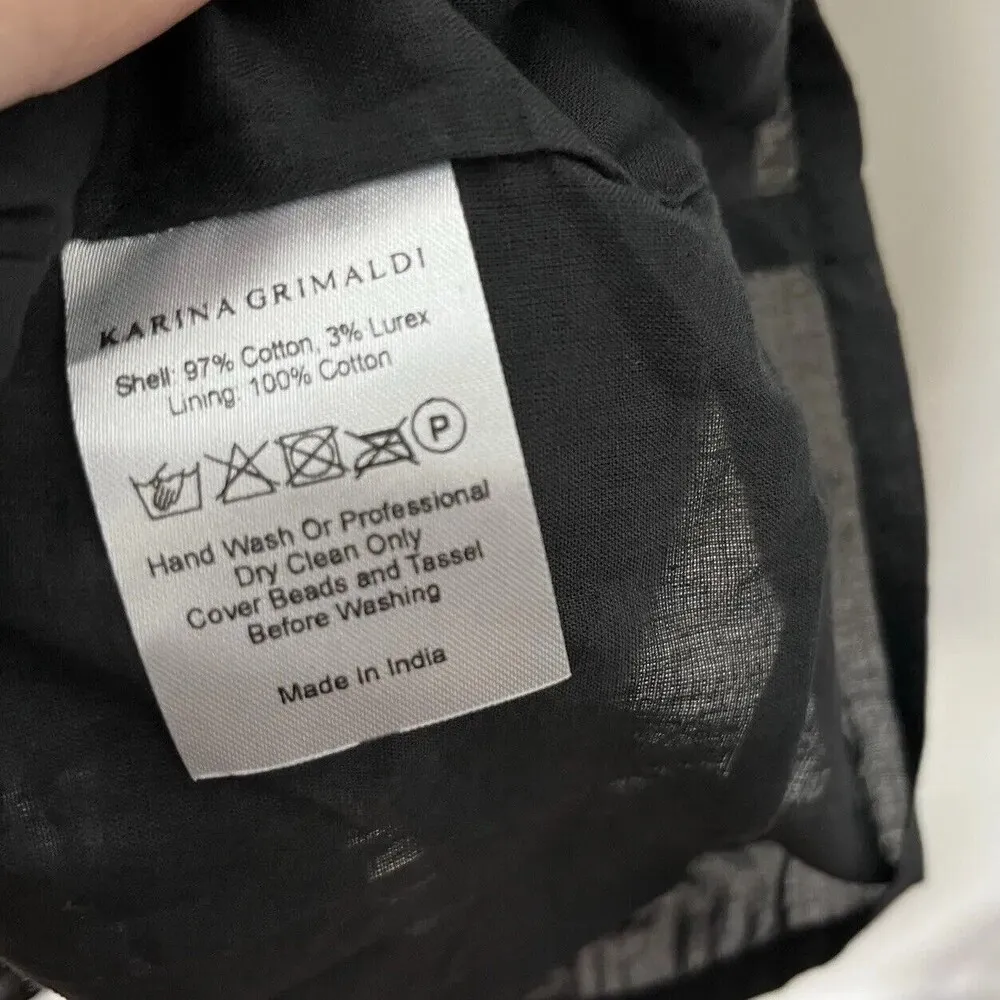 KARINA GRIMALDI
Shell: 97% Cotton, 3% Lurex
Lining: 100% Cotton
P
Hand Wash Or Professional
Dry Clean Only
Cover Beads and Tassel
Before Washing
Made in India